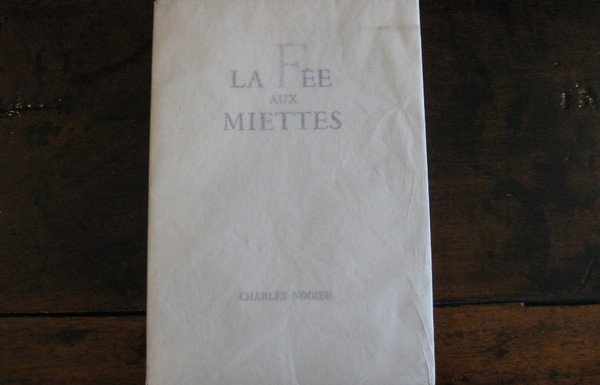 LA FÉE
AUX
MIETTES
CHARLES NODIER